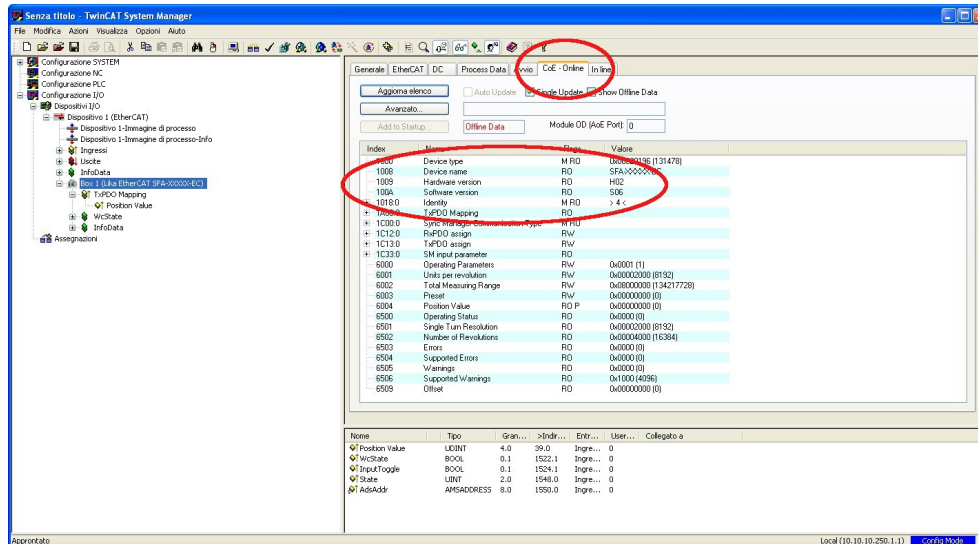 Senza titolo - TwinCAT System Manager
File Modifica Azioni Visualizza Opzioni Aiuto
Configurazione SYSTEM
Configurazione NC
Configurazione PLC
Configurazione I/O
Dispositivi I/O
Dispositivo 1 (EtherCAT)
Dispositivo 1-Immagine di processo
Dispositivo 1-Immagine di processo-Info
Ingressi
Uscite
InfoData
Box 1 (Lika EtherCAT SFA-XXXX-EC)
TxPDO Mapping
Position Value
WcState
InfoData
Assegnazioni
Generale EtherCAT DC Process Data CoE - Online
Aggiorna elenco Auto Update Single Update Show Offline Data
Avanzato...
Add to Startup... Offline Data Module OD (AoE Port): 0
Index Flags Valore
Device type M RO
1008 Device name RO
1009 Hardware version RO H02
100A Software version RO S06
1018:0 Identity M RO > 4 <
TxPDO Mapping RO
1C00:0 Sync Manager Communication Type M RO
1C12:0 RxPDO assign RW
1C13:0 TxPDO assign RW
1C33:0 SM input parameter RO
6000 Operating Parameters RW 0x0001 (1)
6001 Units per revolution RW 0x00002000 (8192)
6002 Total Measuring Range RW 0x08000000 (134217728)
6003 Preset RW 0x00000000 (0)
6004 Position Value RO P 0x00000000 (0)
6500 Operating Status RO 0x0000 (0)
6501 Single Turn Resolution RO 0x00002000 (8192)
6502 Number of Revolutions RO 0x00004000 (16384)
6503 Errors RO 0x0000 (0)
6504 Supported Errors RO 0x0000 (0)
6505 Warnings RO 0x0000 (0)
6506 Supported Warnings RO 0x1000 (4096)
6509 Offset RO 0x00000000 (0)
Nome Tipo Gran... >Indir... Entr... User... Collegato a
Position Value UDINT 4.0 39.0 Ingre... 0
WcState BOOL 0.1 1522.1 Ingre... 0
InputToggle BOOL 0.1 1524.1 Ingre... 0
State UINT 2.0 1548.0 Ingre... 0
AdsAddr AMSADDRESS 8.0 1550.0 Ingre... 0
Approntato Local (10.10.10.250.1.1) Config Mode